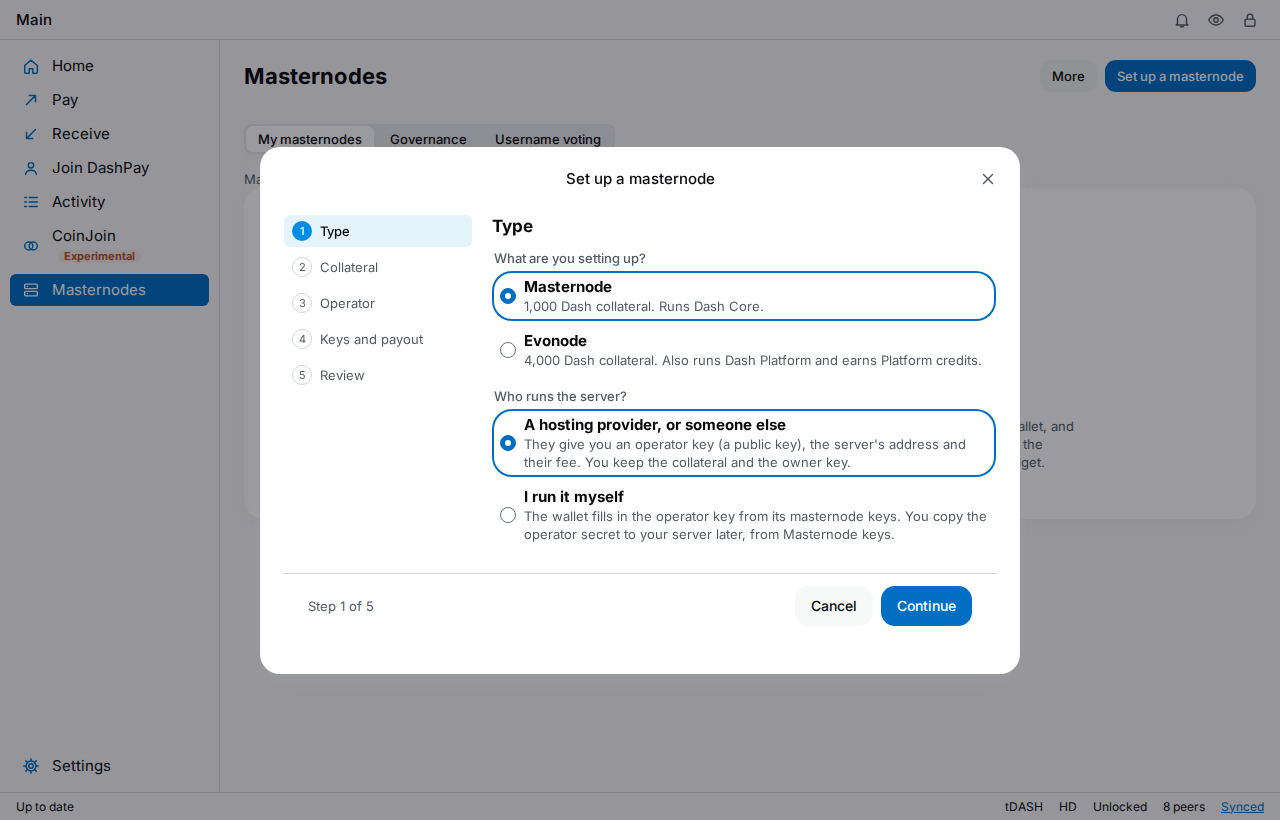 Main
Home
Pay
Receive
Join DashPay
Activity
CoinJoin
Experimental
Masternodes
Settings
Masternodes
More
Set up a masternode
My masternodes
Governance
Username voting
Set up a masternode
1 Type
2 Collateral
3 Operator
4 Keys and payout
5 Review
Type
What are you setting up?
Masternode
1,000 Dash collateral. Runs Dash Core.
Evonode
4,000 Dash collateral. Also runs Dash Platform and earns Platform credits.
Who runs the server?
A hosting provider, or someone else
They give you an operator key (a public key), the server's address and
their fee. You keep the collateral and the owner key.
I run it myself
The wallet fills in the operator key from its masternode keys. You copy the
operator secret to your server later, from Masternode keys.
and
the
Step 1 of 5
Cancel
Continue
Up to date
tDASH
HD
Unlocked
8 peers
Synced